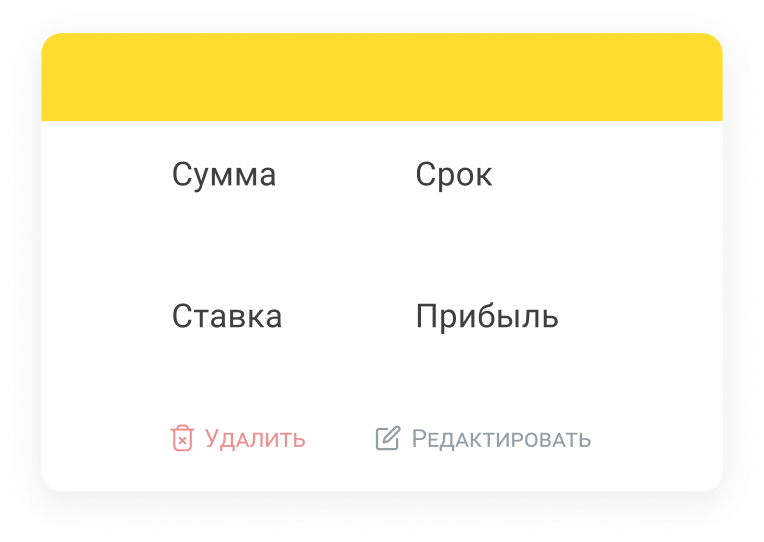 Сумма Срок
Ставка Прибыль
Удалить Редактировать